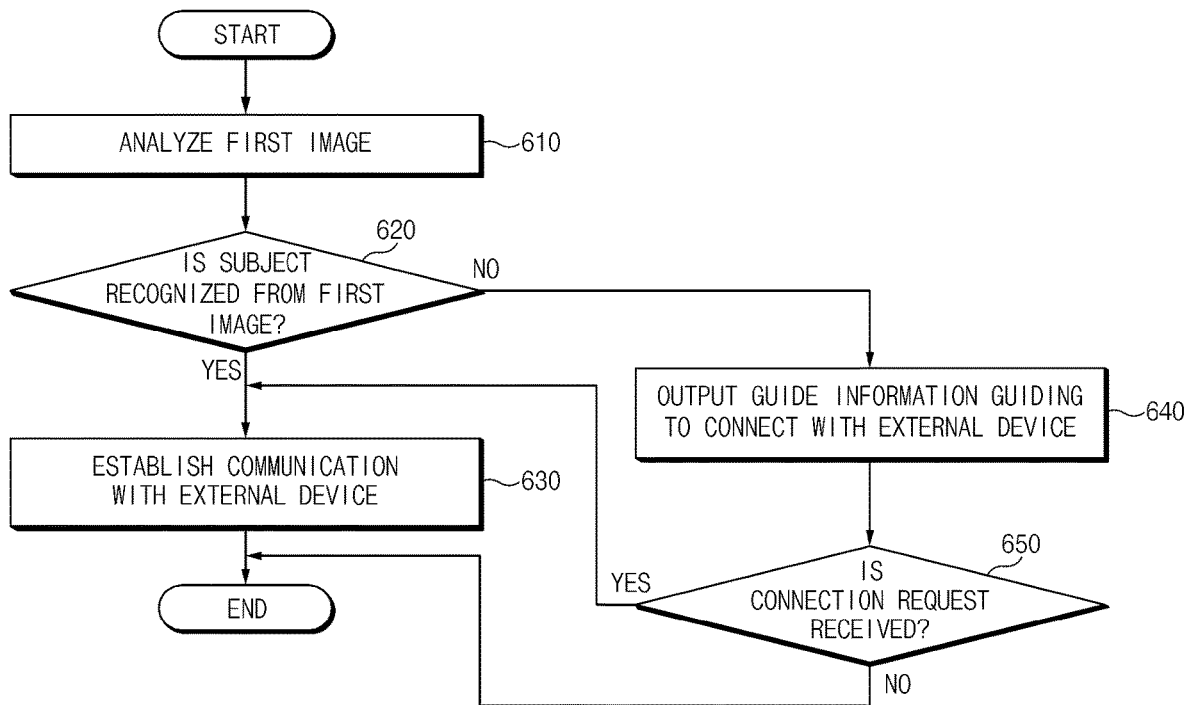 START
ANALYZE FIRST IMAGE
610
620
IS SUBJECT
RECOGNIZED FROM FIRST
IMAGE?
NO
YES
OUTPUT GUIDE INFORMATION GUIDING
TO CONNECT WITH EXTERNAL DEVICE
640
ESTABLISH COMMUNICATION
WITH EXTERNAL DEVICE
630
650
IS
CONNECTION REQUEST
RECEIVED?
YES
NO
END